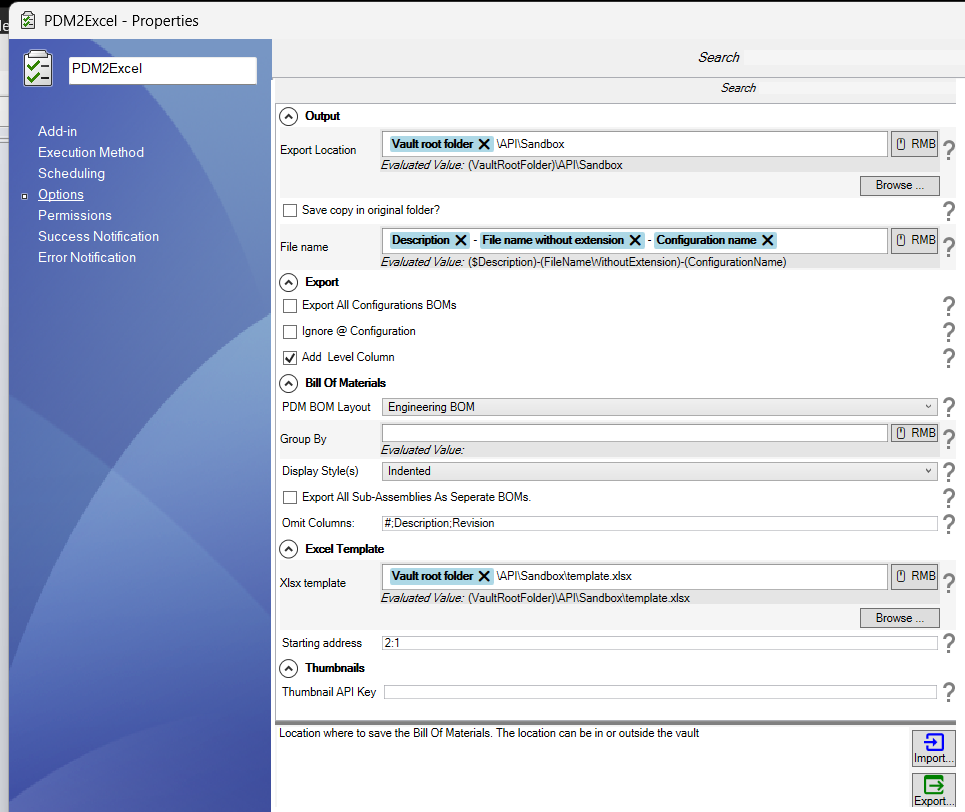 PDM2Excel - Properties
PDM2Excel
Add-in
Execution Method
Scheduling
Options
Permissions
Success Notification
Error Notification
Search
Search
Output
Export Location
Vault root folder \API\Sandbox
RMB
?
Evaluated Value: (VaultRootFolder)\API\Sandbox
Browse ...
Save copy in original folder?
?
File name
Description - File name without extension - Configuration name
RMB
?
Evaluated Value: ($Description)-(FileNameWithoutExtension)-(ConfigurationName)
Export
Export All Configurations BOMs
?
Ignore @ Configuration
?
Add Level Column
?
Bill Of Materials
PDM BOM Layout Engineering BOM
?
Group By
RMB
?
Evaluated Value:
Display Style(s) Indented
?
Export All Sub-Assemblies As Seperate BOMs.
?
Omit Columns: #;Description;Revision
?
Excel Template
Xlsx template
Vault root folder \API\Sandbox\template.xlsx
RMB
?
Evaluated Value: (VaultRootFolder)\API\Sandbox\template.xlsx
Browse ...
Starting address 2:1
?
Thumbnails
Thumbnail API Key
?
Location where to save the Bill Of Materials. The location can be in or outside the vault
Import...
Export...